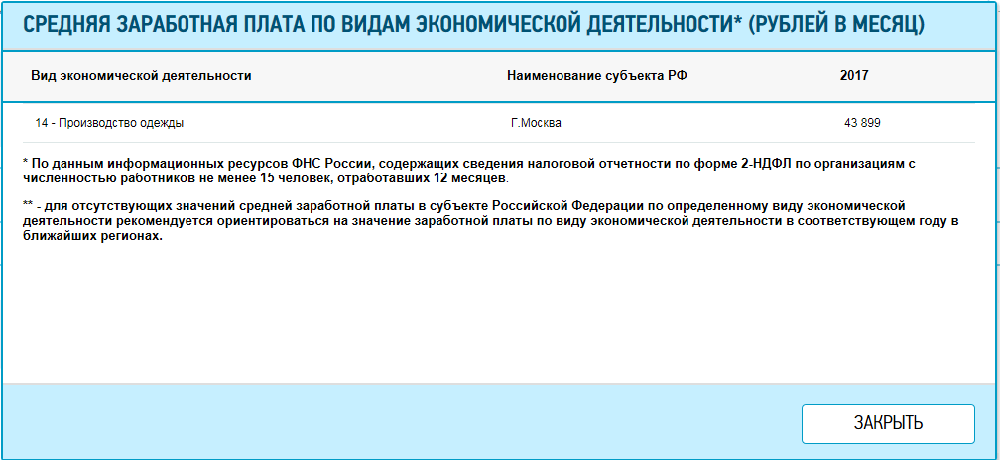 СРЕДНЯЯ ЗАРАБОТНАЯ ПЛАТА ПО ВИДАМ ЭКОНОМИЧЕСКОЙ ДЕЯТЕЛЬНОСТИ* (РУБЛЕЙ В МЕСЯЦ)
Вид экономической деятельности Наименование субъекта РФ 2017
14 - Производство одежды Г.Москва 43 899
* По данным информационных ресурсов ФНС России, содержащих сведения налоговой отчетности по форме 2-НДФЛ по организациям с
численностью работников не менее 15 человек, отработавших 12 месяцев.
** - для отсутствующих значений средней заработной платы в субъекте Российской Федерации по определенному виду экономической
деятельности рекомендуется ориентироваться на значение заработной платы по виду экономической деятельности в соответствующем году в
ближайших регионах.
ЗАКРЫТЬ